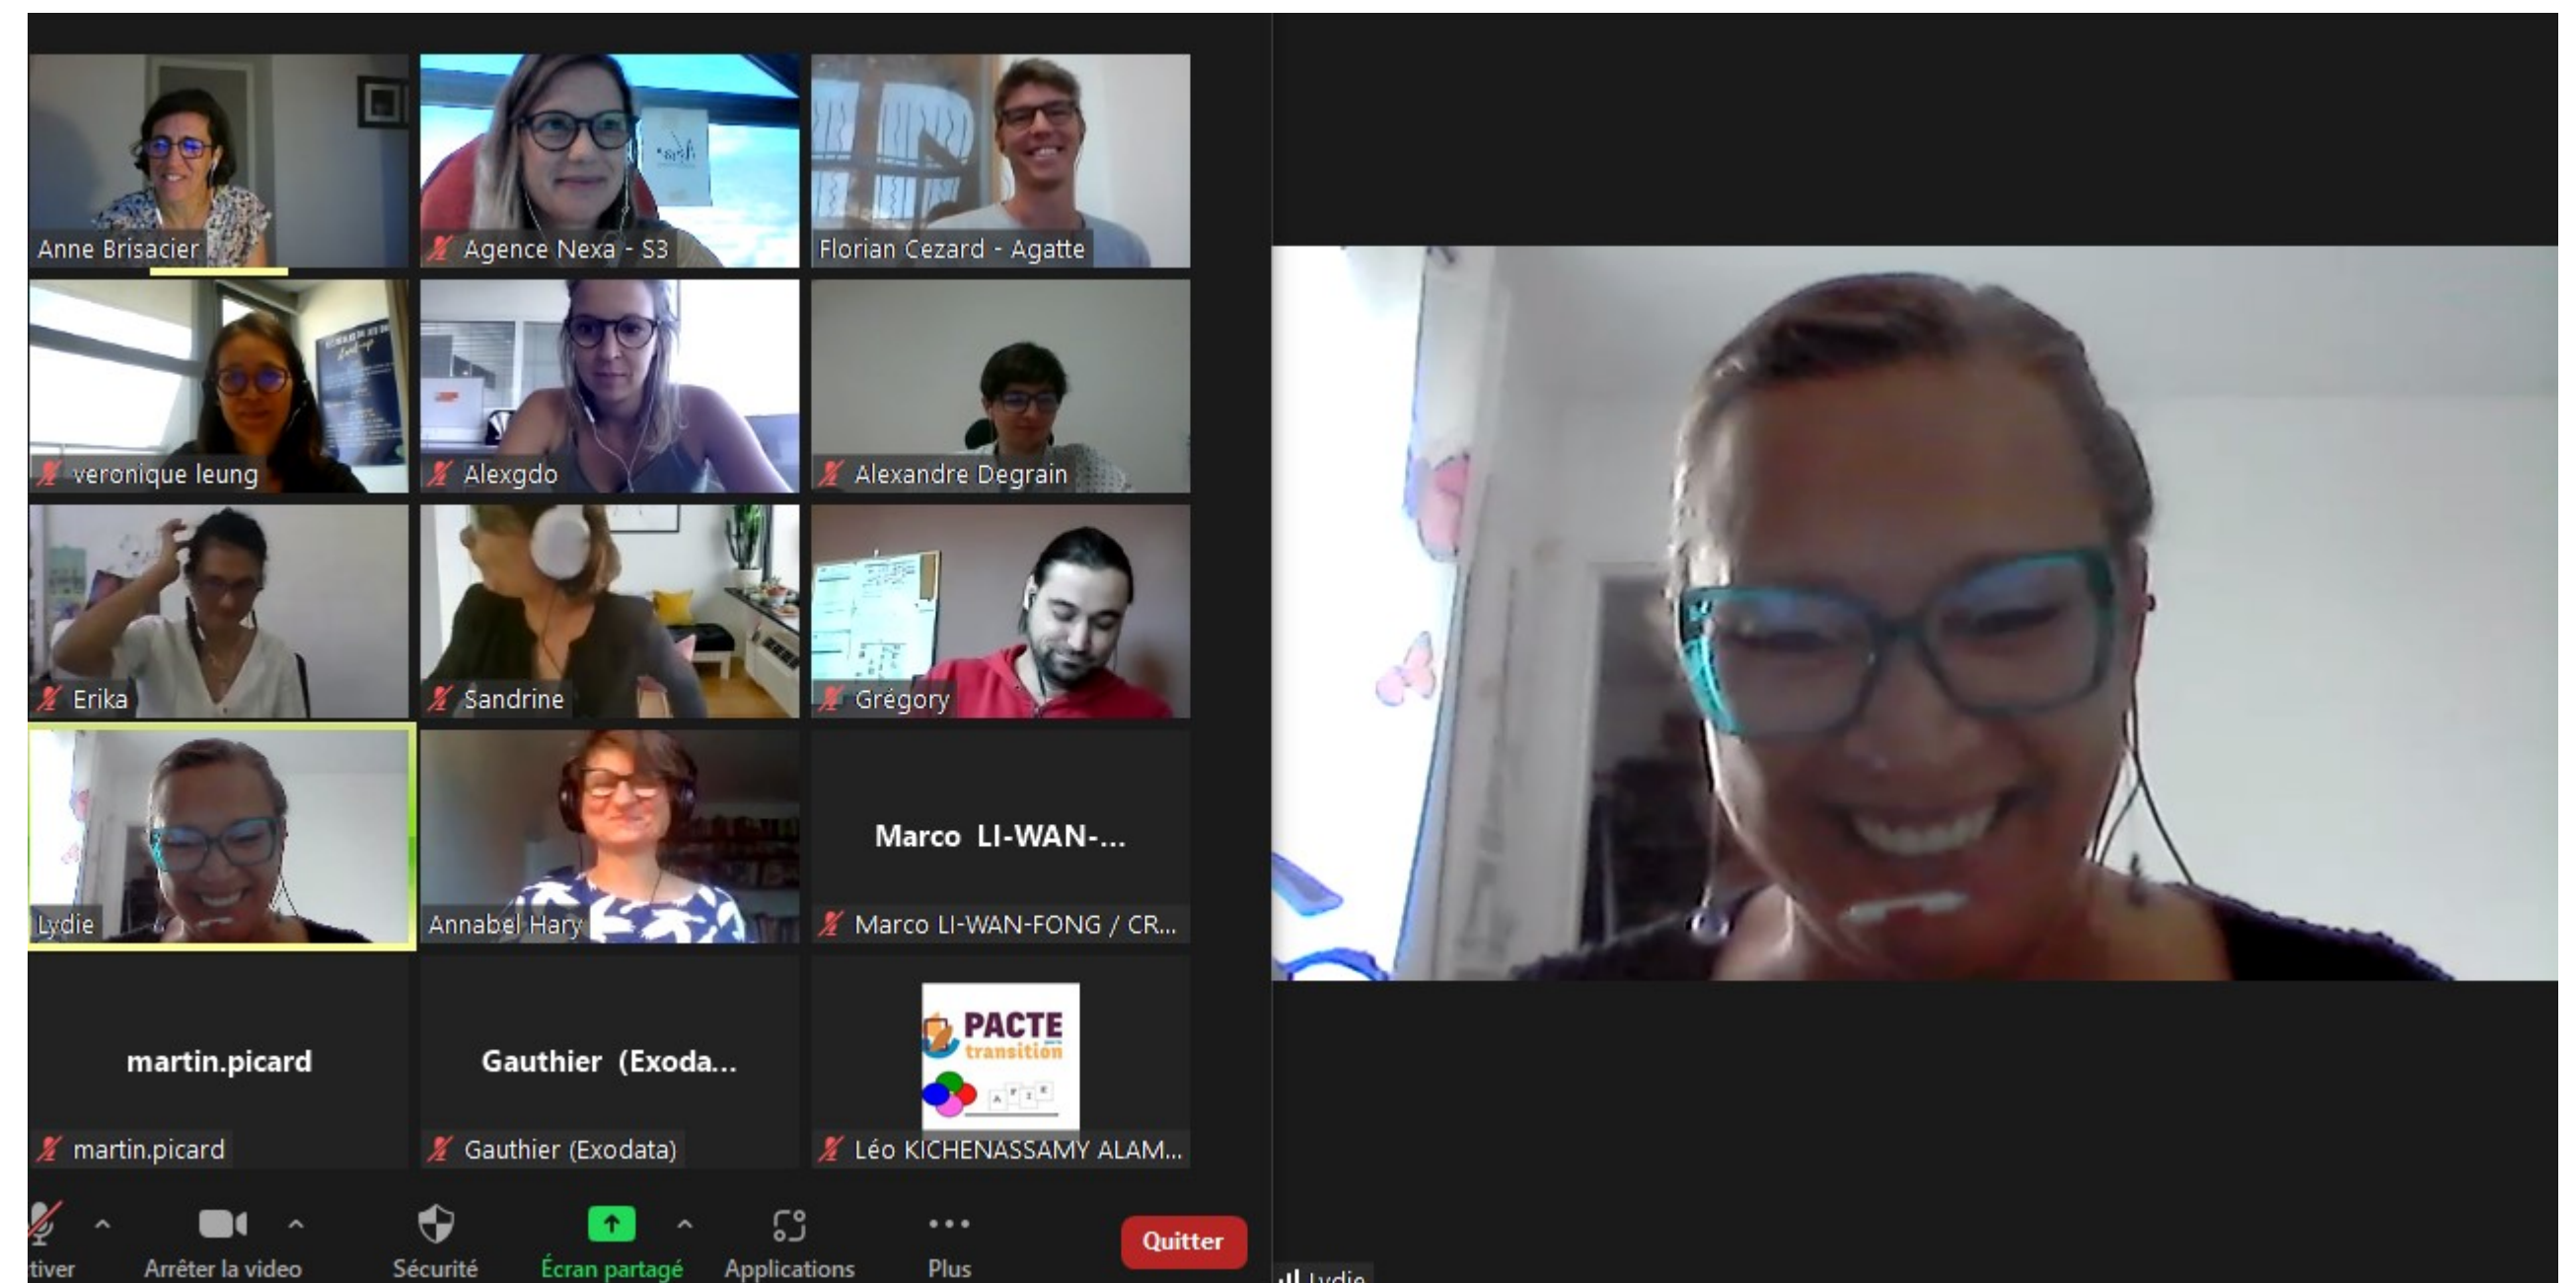 Anne Brisacier
Agence Nexa - S3
Florian Cezard - Agatte
veronique leung
Alexgdo
Alexandre Degrain
Erika
Sandrine
Grégory
Lydie
Annabel Hary
Marco LI-WAN-...
Marco LI-WAN-FONG / CR...
martin.picard
martin.picard
Gauthier (Exoda...
Gauthier (Exodata)
PACTE
transition
A P I E
Léo KICHENASSAMY ALAM...
tiver
Arrêter la video
Sécurité
Écran partagé
Applications
Plus
Quitter
Lydie